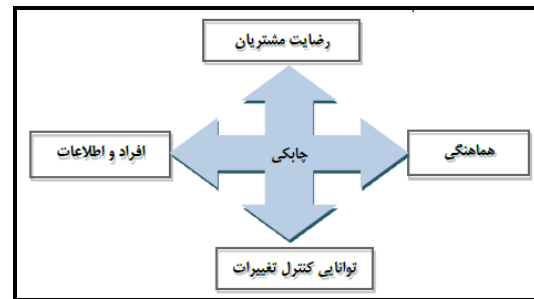 رضایت مشتریان
هماهنگی
چابکی
افراد و اطلاعات
توانایی کنترل تغییرات